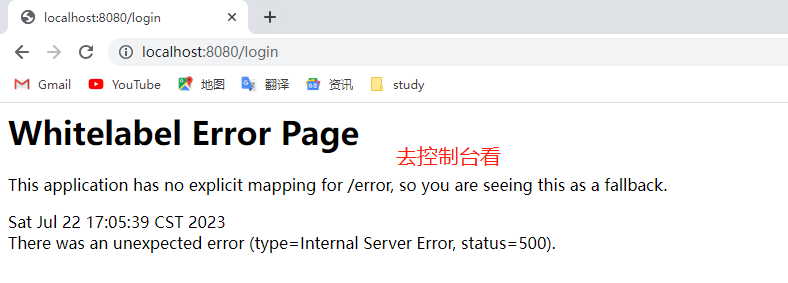 localhost:8080/login
localhost:8080/login
Gmail YouTube 地图 翻译 资讯 study
Whitelabel Error Page
去控制台看
This application has no explicit mapping for /error, so you are seeing this as a fallback.
Sat Jul 22 17:05:39 CST 2023
There was an unexpected error (type=Internal Server Error, status=500).